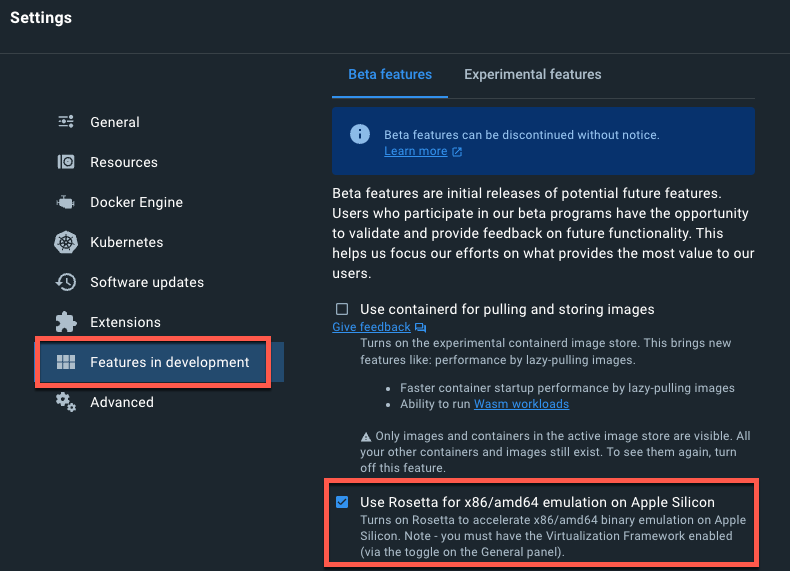 Settings
Beta features
Experimental features
General
Resources
Docker Engine
Kubernetes
Software updates
Extensions
Features in development
Advanced
Beta features can be discontinued without notice.
Learn more
Beta features are initial releases of potential future features.
Users who participate in our beta programs have the opportunity
to validate and provide feedback on future functionality. This
helps us focus our efforts on what provides the most value to our
users.
Use containerd for pulling and storing images
Give feedback
Turns on the experimental containerd image store. This brings new
features like: performance by lazy-pulling images.
• Faster container startup performance by lazy-pulling images
• Ability to run Wasm workloads
Only images and containers in the active image store are visible. All
your other containers and images still exist. To see them again, turn
off this feature.
Use Rosetta for x86/amd64 emulation on Apple Silicon
Turns on Rosetta to accelerate x86/amd64 binary emulation on Apple
Silicon. Note - you must have the Virtualization Framework enabled
(via the toggle on the General panel).